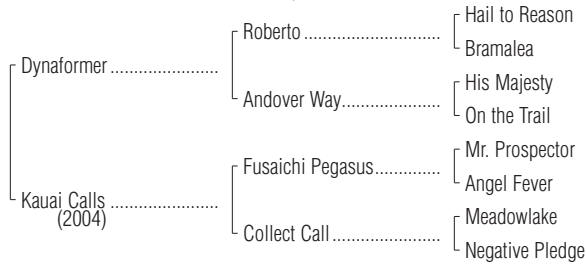 Hail to Reason
Roberto ..............................
Bramalea
Dynaformer ........................
His Majesty
Andover Way......................
On the Trail
Mr. Prospector
Fusaichi Pegasus................
Angel Fever
Kauai Calls ........................
(2004)
Meadowlake
Collect Call ........................
Negative Pledge